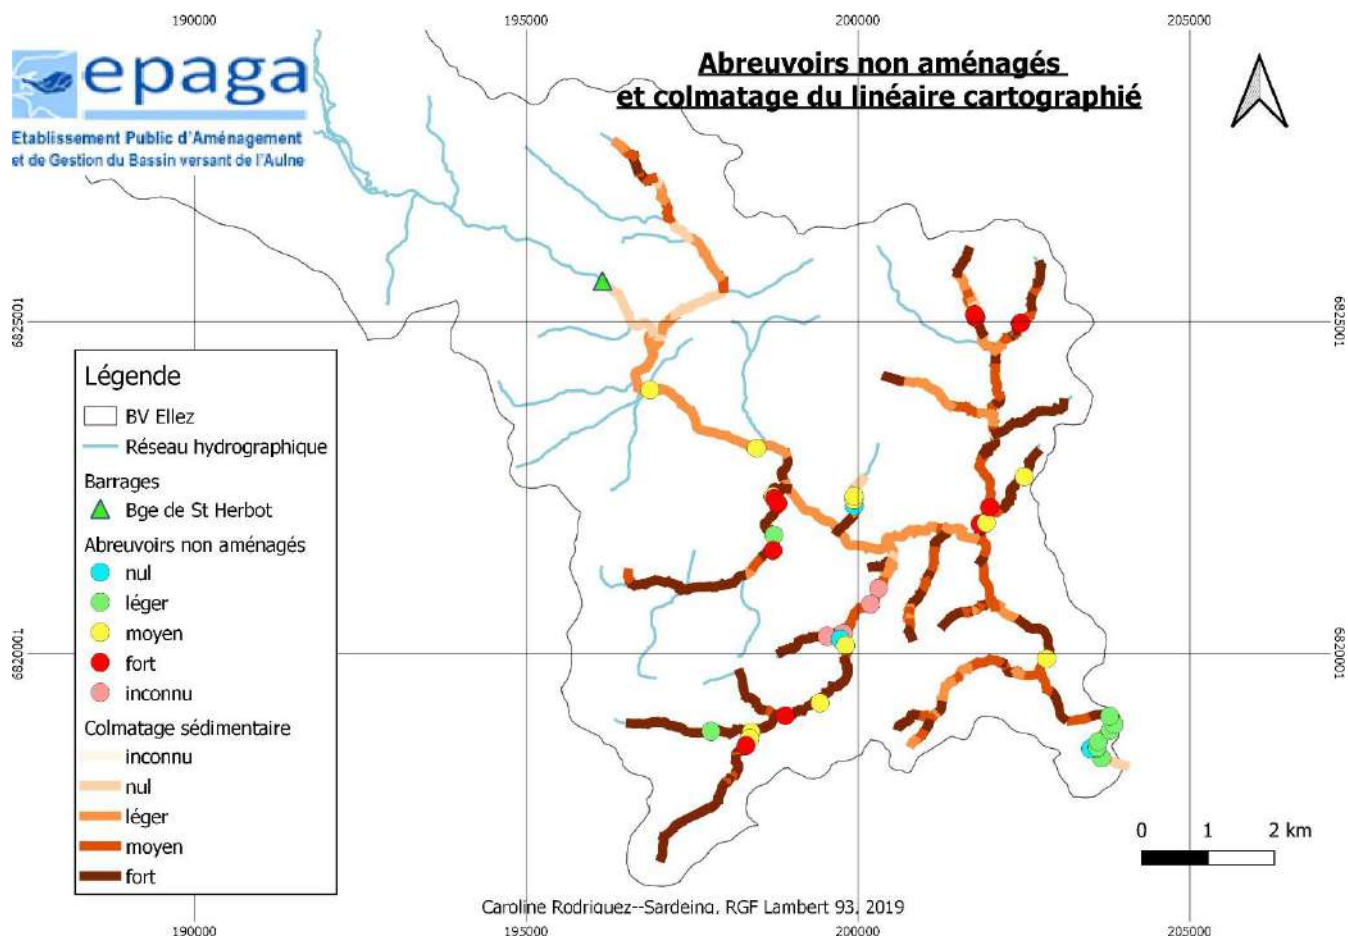 190000
195000
200000
205000
epaga
Etablissement Public d'Aménagement
et de Gestion du Bassin versant de l'Aulne
Abreuvoirs non aménagés
et colmatage du linéaire cartographié
6825001
6825001
Légende
BV Ellez
Réseau hydrographique
Barrages
Bge de St Herbot
Abreuvoirs non aménagés
nul
léger
moyen
fort
inconnu
Colmatage sédimentaire
inconnu
nul
léger
moyen
fort
6820001
6820001
0 1 2 km
Caroline Rodriguez--Sardeing, RGF Lambert 93, 2019
190000
195000
200000
205000